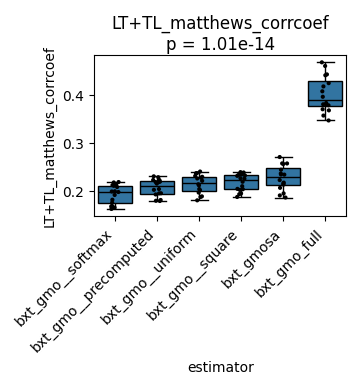 LT+TL_matthews_corrcoef
p = 1.01e-14
LT+TL_matthews_corrcoef
0.4
0.3
0.2
bxt_gmo__softmax
bxt_gmo__precomputed
bxt_gmo__uniform
bxt_gmo__square
bxt_gmosa
bxt_gmo_full
estimator